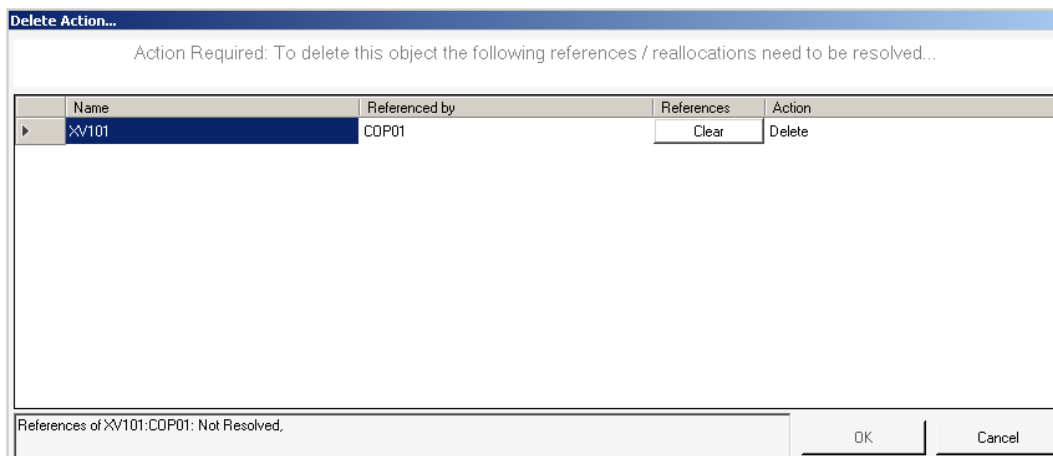 Delete Action...
Action Required: To delete this object the following references / reallocations need to be resolved...
Name Referenced by References Action
XV101 COP01 Clear Delete
References of XV101:COP01: Not Resolved,
OK Cancel